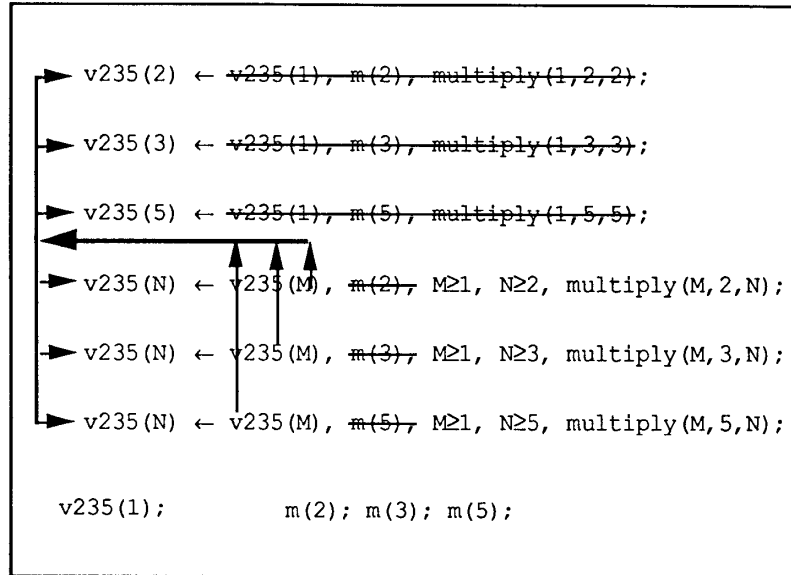 v235(2) ← v235(1), m(2), multiply(1,2,2);
v235(3) ← v235(1), m(3), multiply(1,3,3);
v235(5) ← v235(1), m(5), multiply(1,5,5);
v235(N) ← v235(M), m(2), M≥1, N≥2, multiply(M,2,N);
v235(N) ← v235(M), m(3), M≥1, N≥3, multiply(M,3,N);
v235(N) ← v235(M), m(5), M≥1, N≥5, multiply(M,5,N);
v235(1); m(2); m(3); m(5);